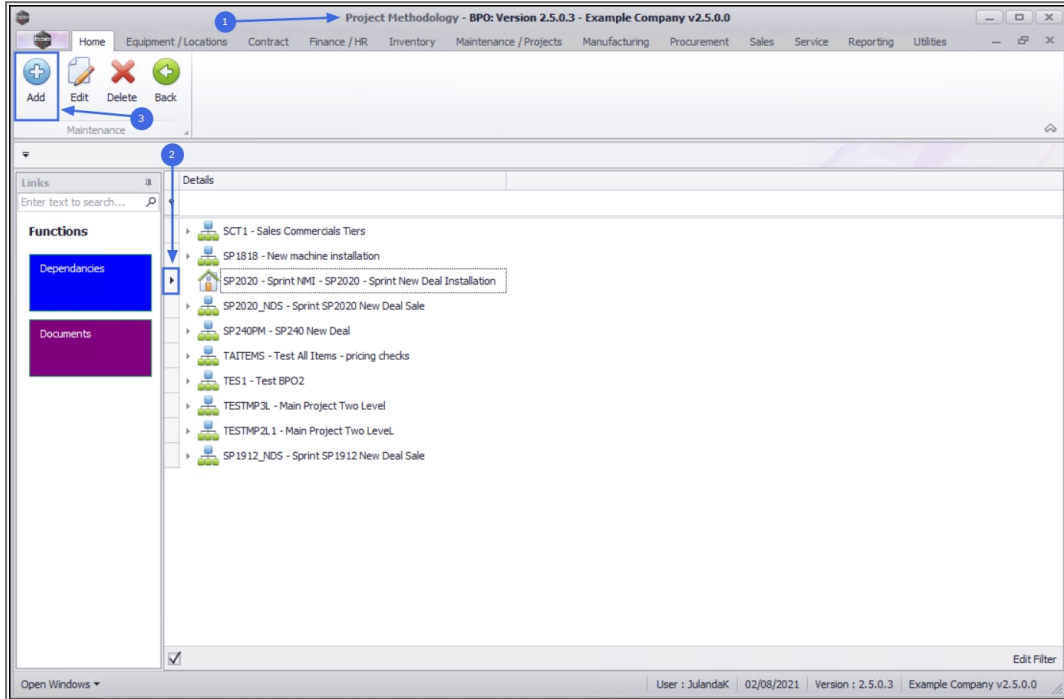 1
Project Methodology - BPO: Version 2.5.0.3 - Example Company v2.5.0.0
Home Equipment / Locations Contract Finance / HR Inventory Maintenance / Projects Manufacturing Procurement Sales Service Reporting Utilities
Add Edit Delete Back
3
Maintenance
2
Links
Details
Enter text to search...
Functions
SCT1 - Sales Commercials Tiers
SP1818 - New machine installation
Dependancies
SP2020 - Sprint NMI - SP2020 - Sprint New Deal Installation
SP2020_NDS - Sprint SP2020 New Deal Sale
Documents
SP240PM - SP240 New Deal
TAITEMS - Test All Items - pricing checks
TES1 - Test BPO2
TESTMP3L - Main Project Two Level
TESTMP2L1 - Main Project Two LeveL
SP1912_NDS - Sprint SP1912 New Deal Sale
Edit Filter
Open Windows
User : JulandaK 02/08/2021 Version : 2.5.0.3 Example Company v2.5.0.0